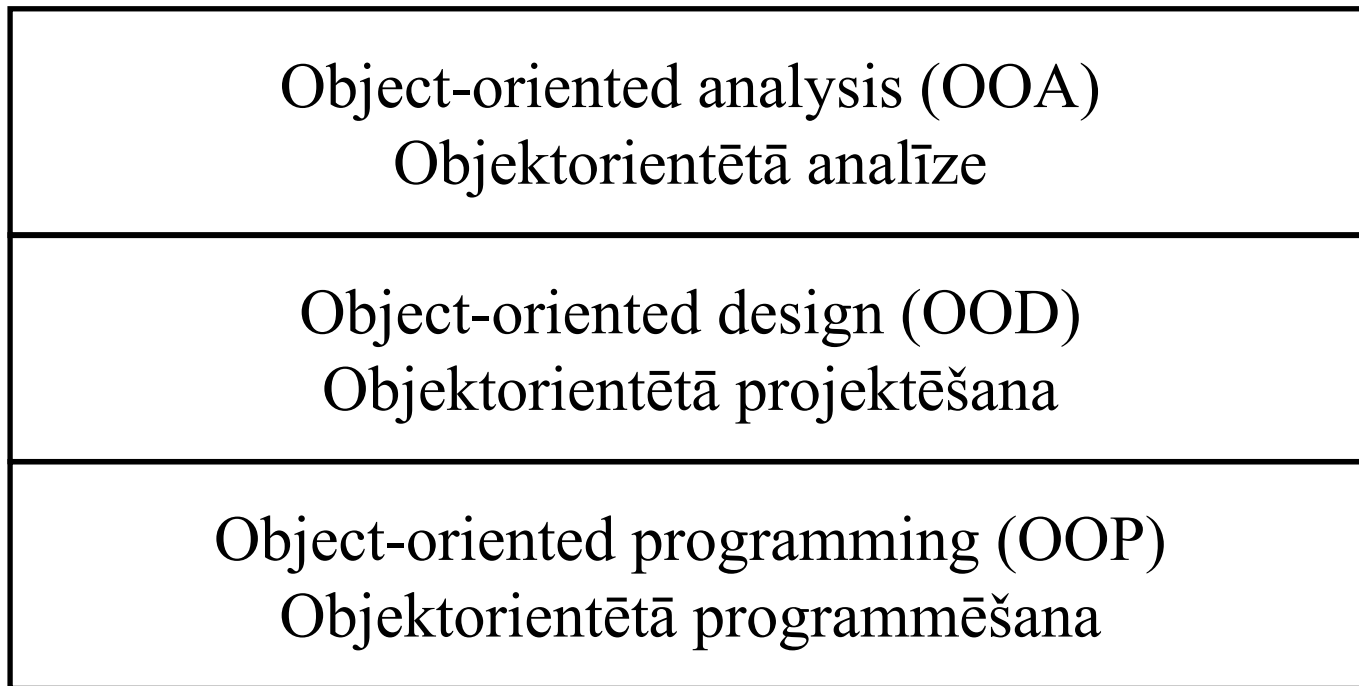 Object-oriented analysis (OOA)
Objektorientētā analīze
Object-oriented design (OOD)
Objektorientētā projektēšana
Object-oriented programming (OOP)
Objektorientētā programmēšana